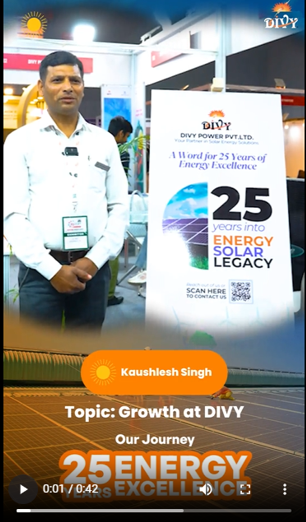 DIVY
DIVY
DIVY POWER PVT.LTD.
Your Partner in Solar Energy Solutions
A Word for 25 Years of
Energy Excellence
25
years into
ENERGY
SOLAR
LEGACY
SCAN HERE
TO CONTACT US
Kaushlesh Singh
Topic: Growth at DIVY
Our Journey
25 ENERGY
YEARS EXCELLENCE
0:01 / 0:42